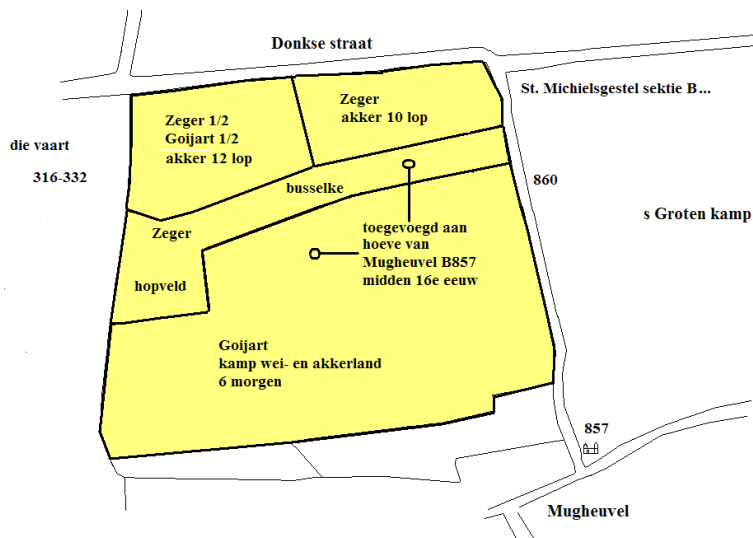 Donkse straat
St. Michielsgestel sektie B...
Zeger
akker 10 lop
Zeger 1/2
Goijart 1/2
akker 12 lop
die vaart
316-332
860
busselke
s Groten kamp
Zeger
toegevoegd aan
hoeve van
Mugheuvel B857
midden 16e eeuw
hopveld
Goijart
kamp wei- en akkerland
6 morgen
857
Mugheuvel